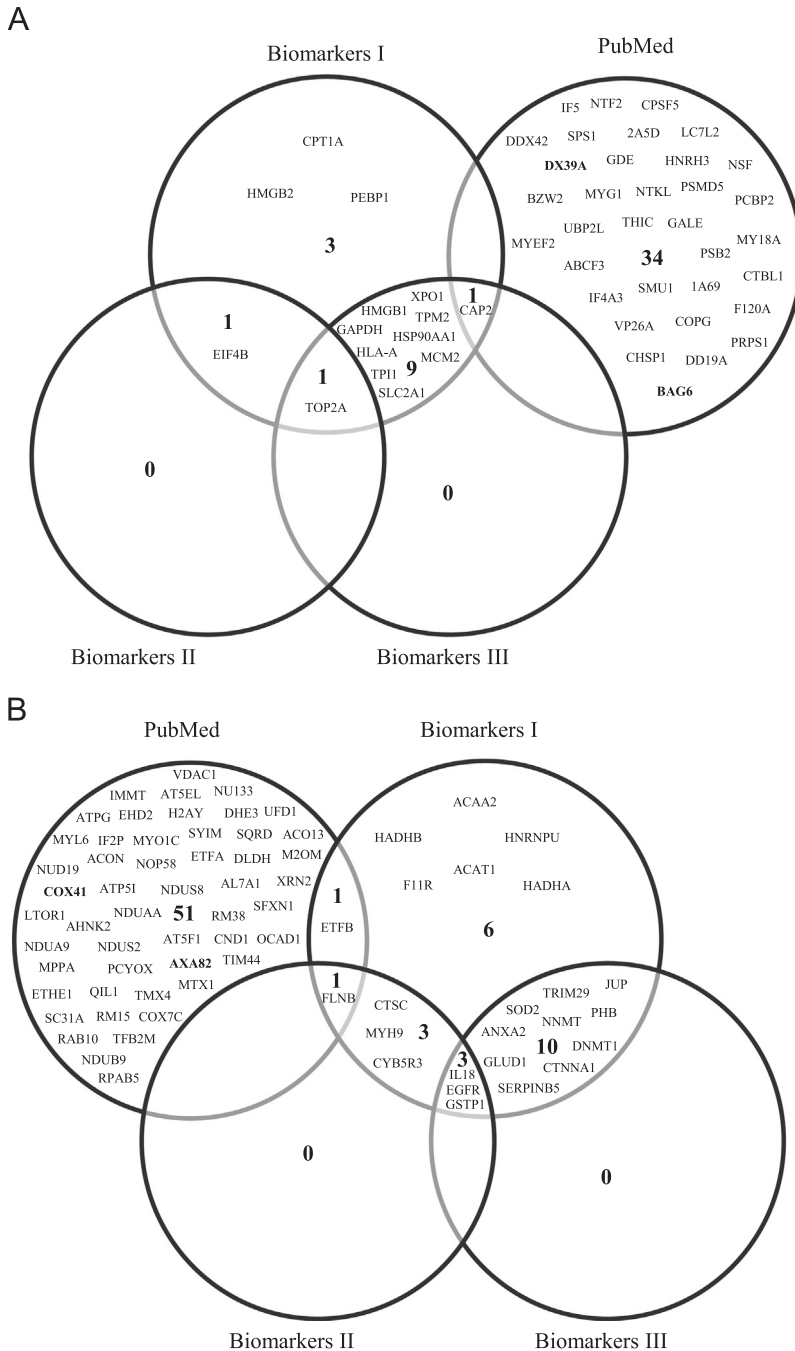 A
Biomarkers I
PubMed
IF5 NTF2 CPSF5
DDX42 SPS1 2A5D LC7L2
CPT1A
DX39A GDE HNRH3 NSF
HMGB2 PEBP1
BZW2 MYG1 NTKL PSMD5 PCBP2
UBP2L THIC GALE
3
MYEF2 MY18A
ABCF3 34 PSB2
CTBL1
IF4A3 SMU1 1A69
F120A
VP26A COPG
PRPS1
CHSP1 DD19A
BAG6
1
CAP2
XPO1
HMGB1 TPM2
GAPDH HSP90AA1
HLA-A MCM2
TPI1 9
SLC2A1
1
EIF4B
1
TOP2A
0
0
Biomarkers II
Biomarkers III
B
PubMed
Biomarkers I
VDAC1
IMMT AT5EL NU133
ATPG EHD2 H2AY DHE3 UFD1
MYL6 IF2P MYO1C SYIM SQRD ACO13
ACON NOP58 ETFA DLDH M2OM
NUD19
COX41 ATP5I NDUS8 AL7A1 XRN2
LTOR1 NDUAA 51 RM38 SFXN1
AHNK2
NDUA9 NDUS2 AT5F1 CND1 OCAD1
MPPA PCYOX AXA82 TIM44
ETHE1 QIL1 TMX4 MTX1
SC31A RM15 COX7C
RAB10 TFB2M
NDUB9
RPAB5
ACAA2
HADHB HNRNPU
ACAT1
F11R HADHA
6
1
ETFB
1
FLNB
CTSC
MYH9 3
CYB5R3
3
IL18
EGFR
GSTP1
TRIM29 JUP
SOD2 NNMT PHB
ANXA2 10 DNMT1
GLUD1 CTNNA1
SERPINB5
0
0
Biomarkers II
Biomarkers III